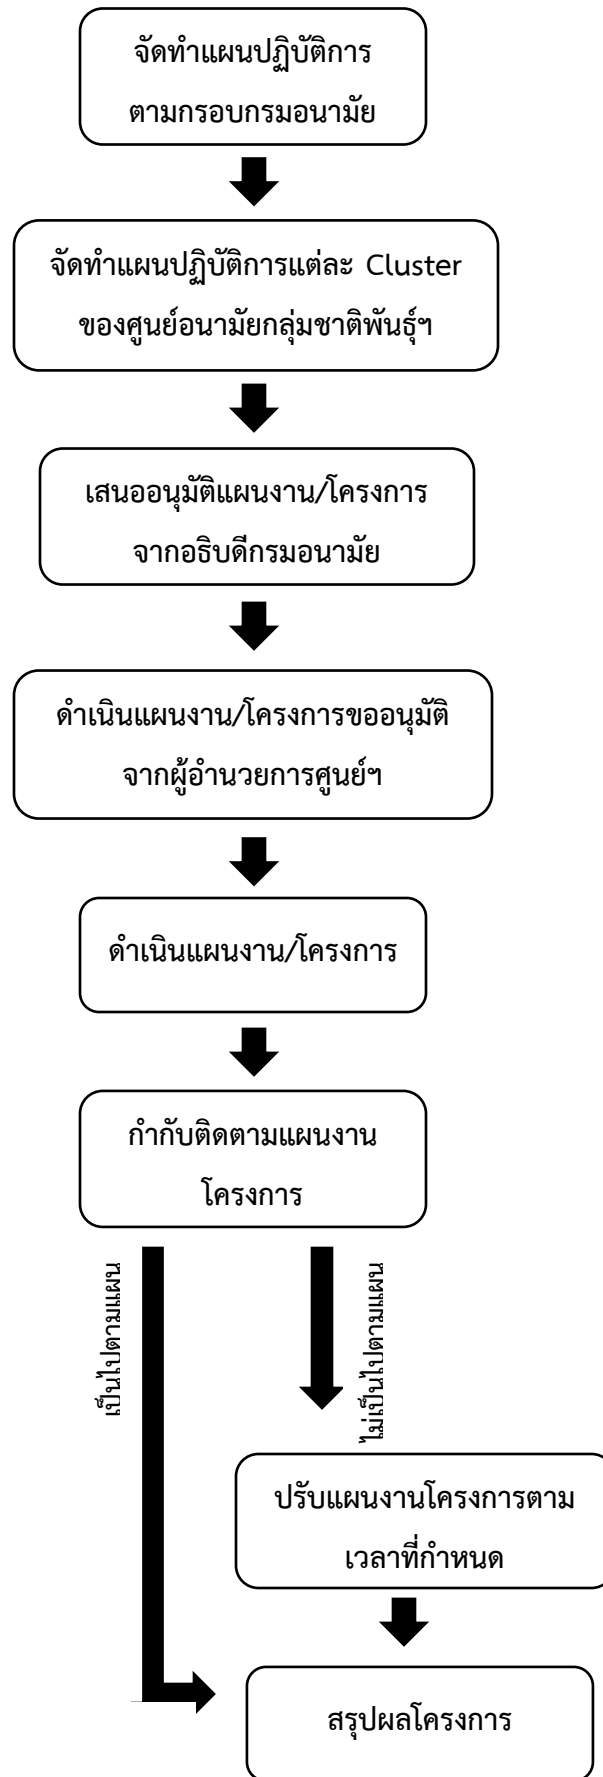 จัดทำแผนปฏิบัติการ
ตามกรอบกรมอนามัย
จัดทำแผนปฏิบัติการแต่ละ Cluster
ของศูนย์อนามัยกลุ่มชาติพันธุ์ฯ
เสนออนุมัติแผนงาน/โครงการ
จากอธิบดีกรมอนามัย
ดำเนินแผนงาน/โครงการขออนุมัติ
จากผู้อำนวยการศูนย์ฯ
ดำเนินแผนงาน/โครงการ
กำกับติดตามแผนงาน
โครงการ
เป็นไปตามแผน
ไม่เป็นไปตามแผน
ปรับแผนงานโครงการตาม
เวลาที่กำหนด
สรุปผลโครงการ